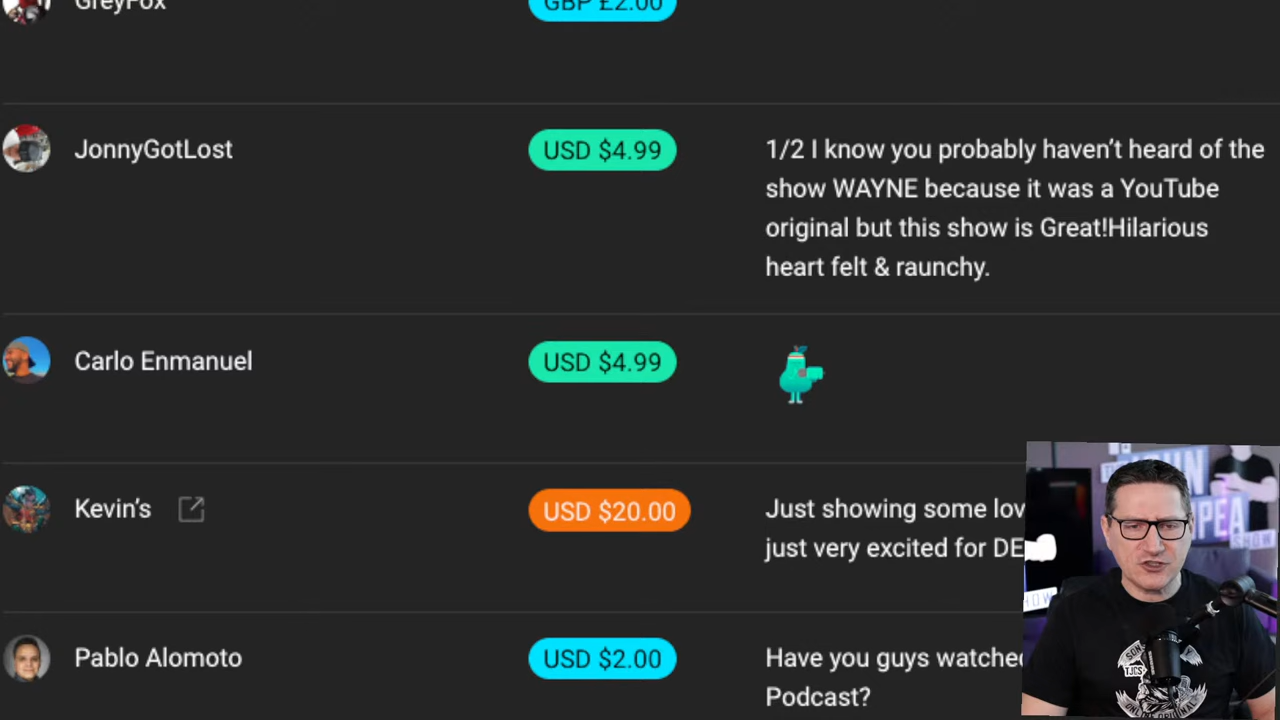 GreyFox
GBP £2.00
JonnyGotLost
USD $4.99
1/2 I know you probably haven't heard of the
show WAYNE because it was a YouTube
original but this show is Great!Hilarious
heart felt & raunchy.
Carlo Enmanuel
USD $4.99
Kevin's
USD $20.00
Just showing some
just very excited for
Pablo Alomoto
USD $2.00
Have you guys
Podcast?
TJCS